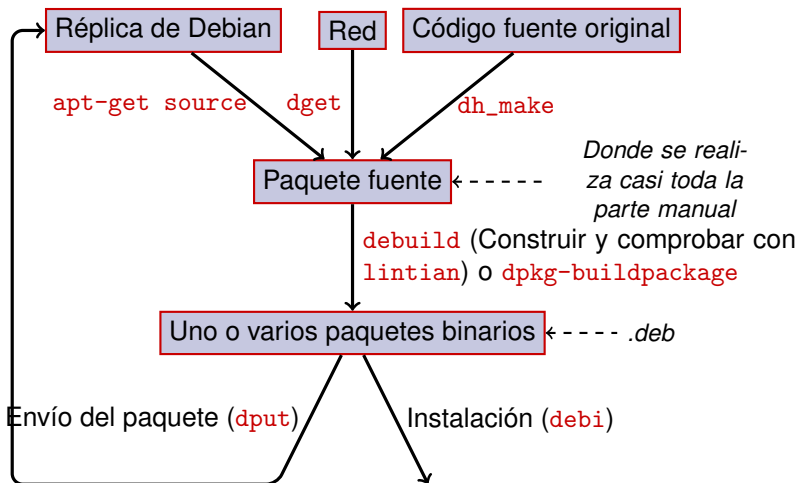 Réplica de Debian
Red
Código fuente original
apt-get source
dget
dh_make
Paquete fuente
Donde se reali-
za casi toda la
parte manual
debuild (Construir y comprobar con
lintian) o dpkg-buildpackage
Uno o varios paquetes binarios
.deb
Envío del paquete (dput)
Instalación (debi)